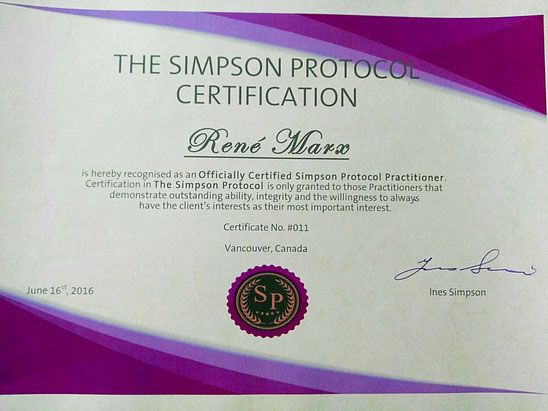 THE SIMPSON PROTOCOL
CERTIFICATION
René Marx
is hereby recognised as an Officially Certified Simpson Protocol Practitioner.
Certification in The Simpson Protocol is only granted to those Practitioners that
demonstrate outstanding ability, integrity and the willingness to always
have the client's interests as their most important interest.
Certificate No. #011
Vancouver, Canada
Ines Simpson
June 16st, 2016
SP
Ines Simpson